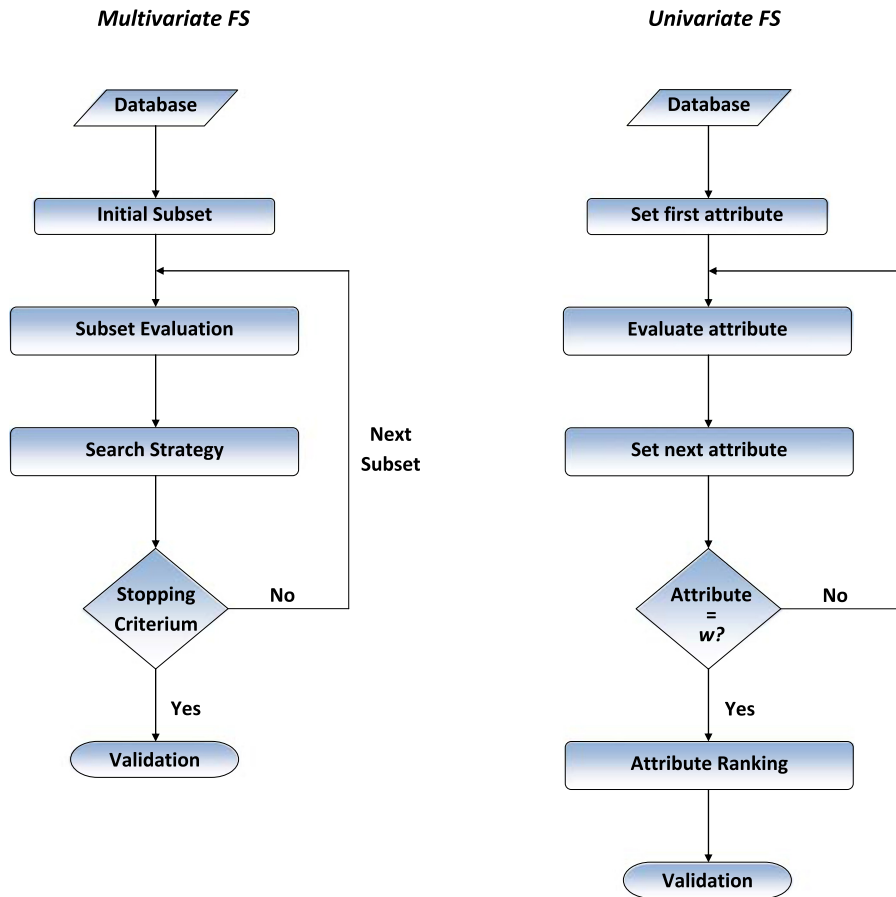 Multivariate FS
Database
Initial Subset
Subset Evaluation
Search Strategy
Next
Subset
Stopping
Criterium
No
Yes
Validation
Univariate FS
Database
Set first attribute
Evaluate attribute
Set next attribute
Attribute
=
w?
No
Yes
Attribute Ranking
Validation